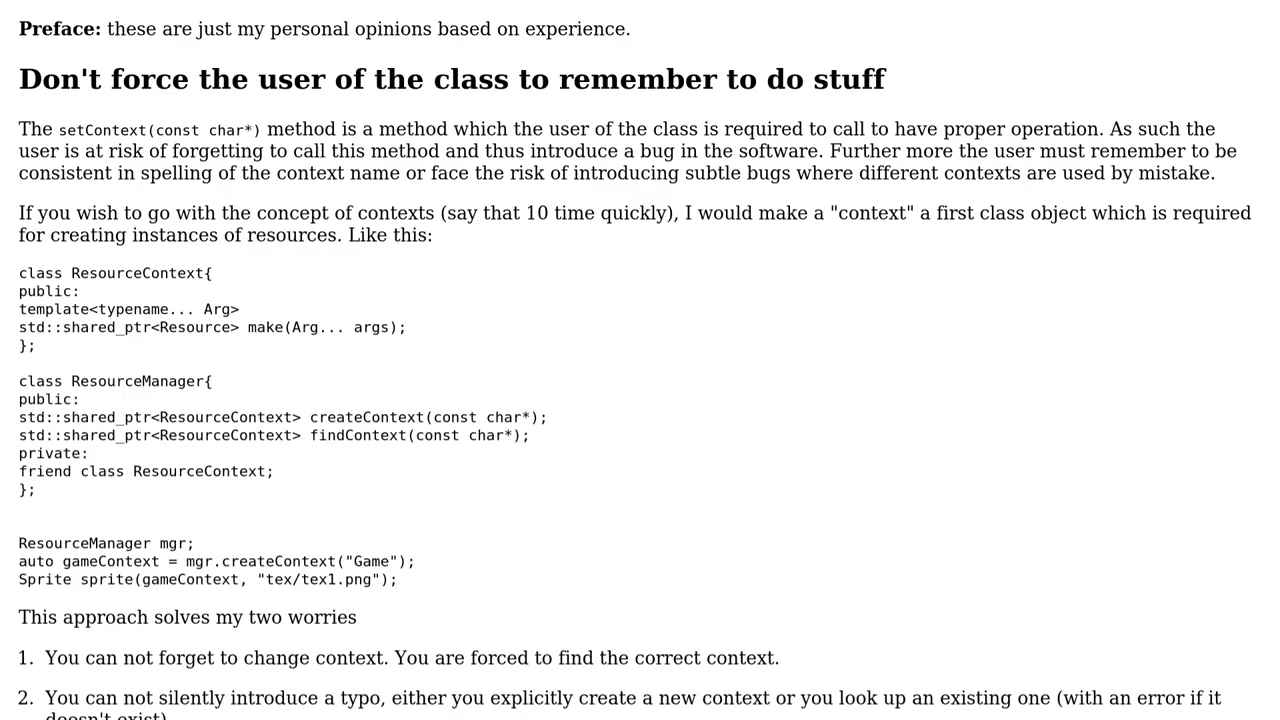 Preface: these are just my personal opinions based on experience.
Don't force the user of the class to remember to do stuff
The setContext(const char*) method is a method which the user of the class is required to call to have proper operation. As such the
user is at risk of forgetting to call this method and thus introduce a bug in the software. Further more the user must remember to be
consistent in spelling of the context name or face the risk of introducing subtle bugs where different contexts are used by mistake.
If you wish to go with the concept of contexts (say that 10 time quickly), I would make a "context" a first class object which is required
for creating instances of resources. Like this:
class ResourceContext{
public:
template<typename... Arg>
std::shared_ptr<Resource> make(Arg... args);
};
class ResourceManager{
public:
std::shared_ptr<ResourceContext> createContext(const char*);
std::shared_ptr<ResourceContext> findContext(const char*);
private:
friend class ResourceContext;
};
ResourceManager mgr;
auto gameContext = mgr.createContext("Game");
Sprite sprite(gameContext, "tex/tex1.png");
This approach solves my two worries
1. You can not forget to change context. You are forced to find the correct context.
2. You can not silently introduce a typo, either you explicitly create a new context or you look up an existing one (with an error if it
doesn't exist)